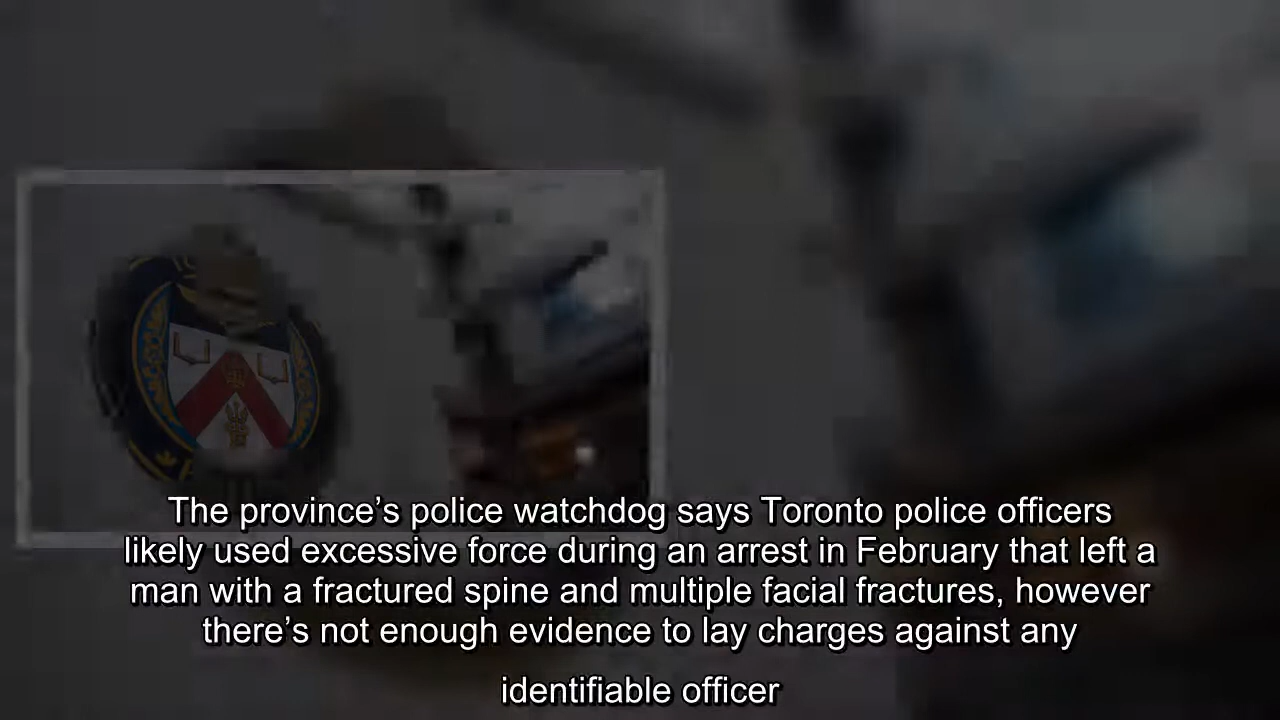 The province’s police watchdog says Toronto police officers
likely used excessive force during an arrest in February that left a
man with a fractured spine and multiple facial fractures, however
there’s not enough evidence to lay charges against any
identifiable officer